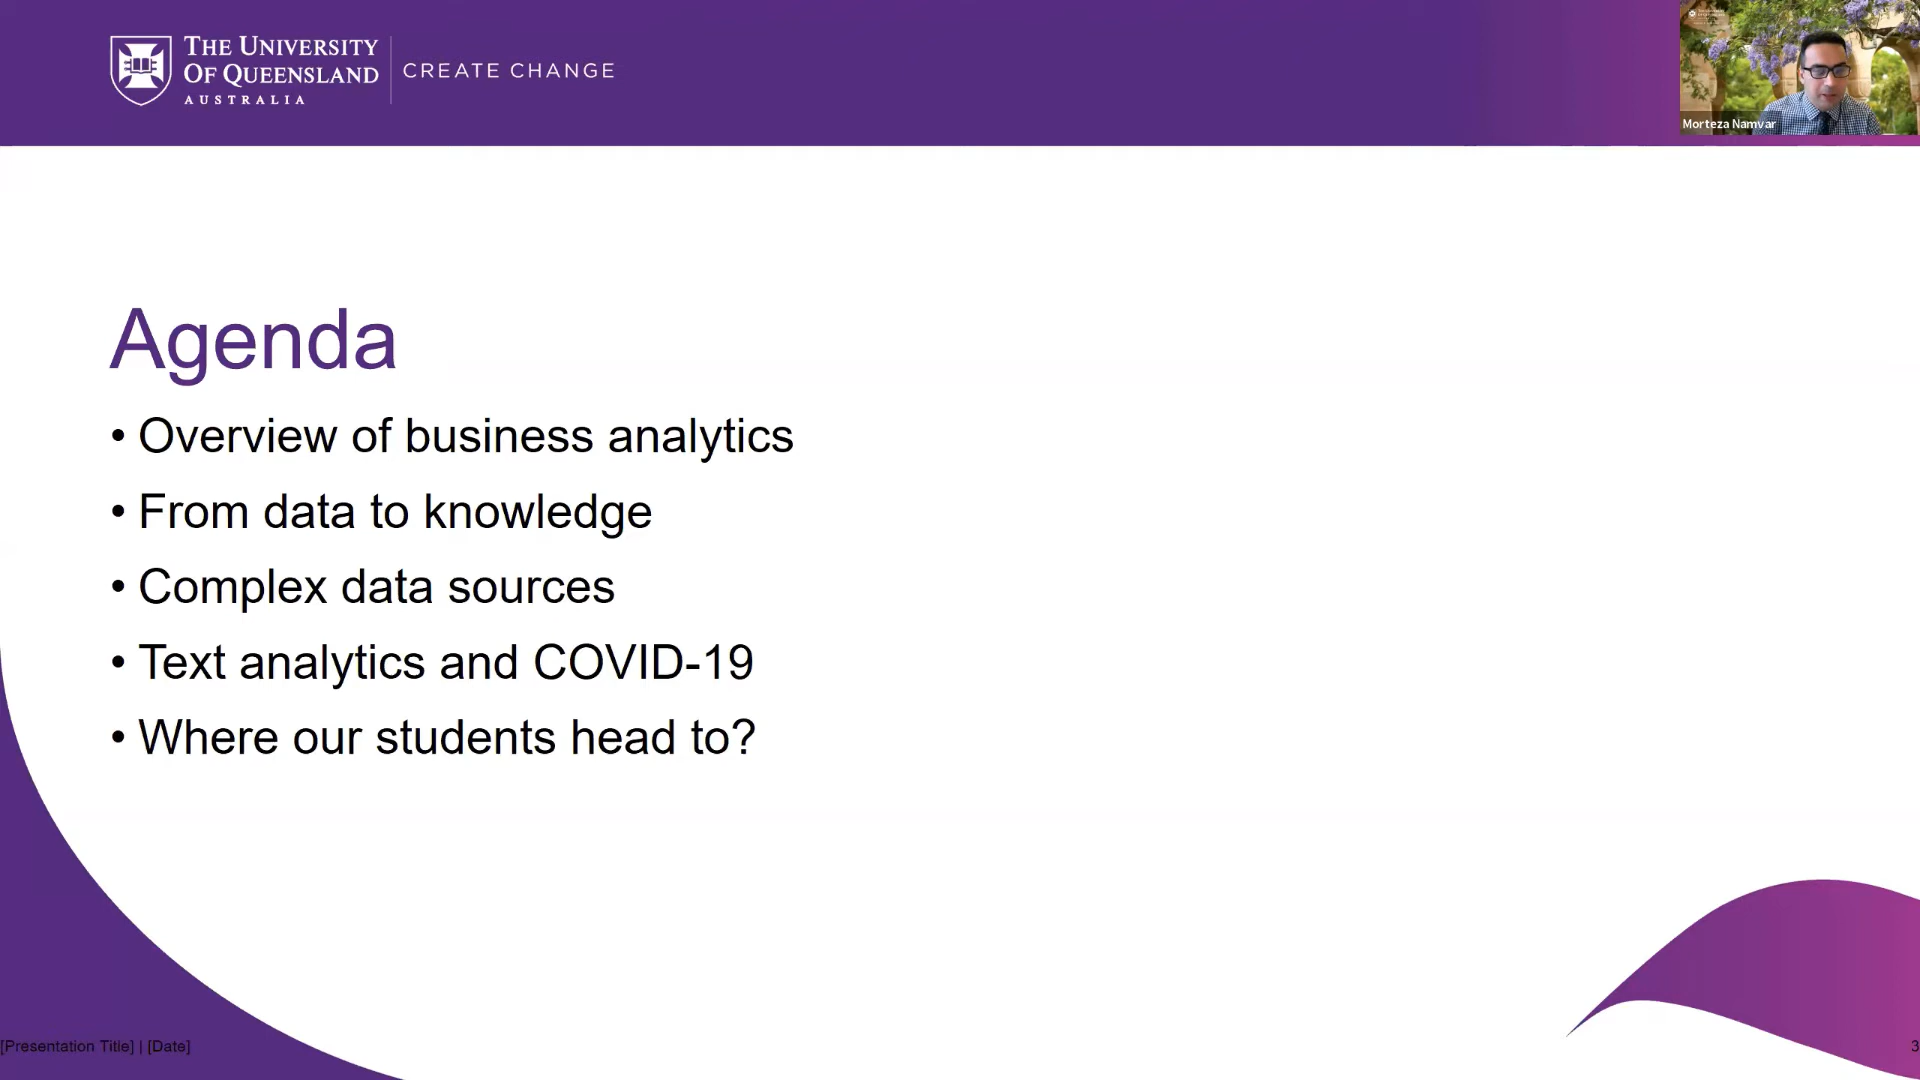 THE UNIVERSITY
OF QUEENSLAND
AUSTRALIA
CREATE CHANGE
Morteza Namvar
Agenda
• Overview of business analytics
• From data to knowledge
• Complex data sources
• Text analytics and COVID-19
• Where our students head to?
[Presentation Title] | [Date]
3